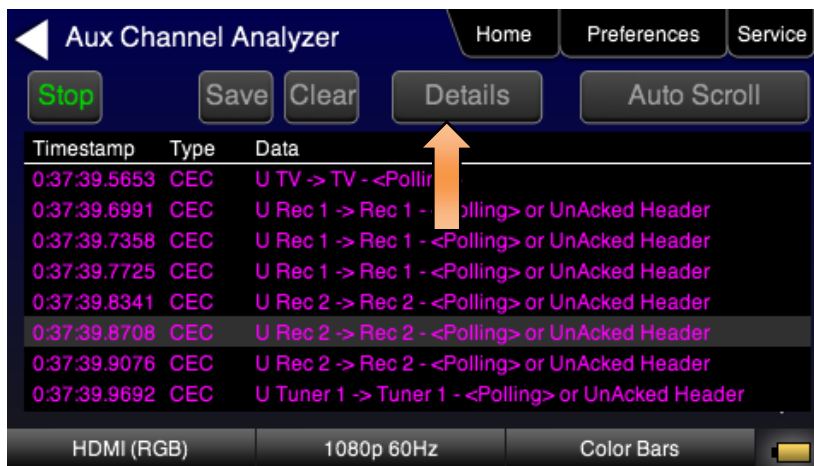 Aux Channel Analyzer Home Preferences Service
Stop Save Clear Details Auto Scroll
Timestamp Type Data
0:37:39.5653 CEC U TV -> TV - <Pollin
0:37:39.6991 CEC U Rec 1 -> Rec 1 - olling> or UnAcked Header
0:37:39.7358 CEC U Rec 1 -> Rec 1 - <Polling> or UnAcked Header
0:37:39.7725 CEC U Rec 1 -> Rec 1 - <Polling> or UnAcked Header
0:37:39.8341 CEC U Rec 2 -> Rec 2 - <Polling> or UnAcked Header
0:37:39.8708 CEC U Rec 2 -> Rec 2 - <Polling> or UnAcked Header
0:37:39.9076 CEC U Rec 2 -> Rec 2 - <Polling> or UnAcked Header
0:37:39.9692 CEC U Tuner 1 -> Tuner 1 - <Polling> or UnAcked Header
HDMI (RGB) 1080p 60Hz Color Bars